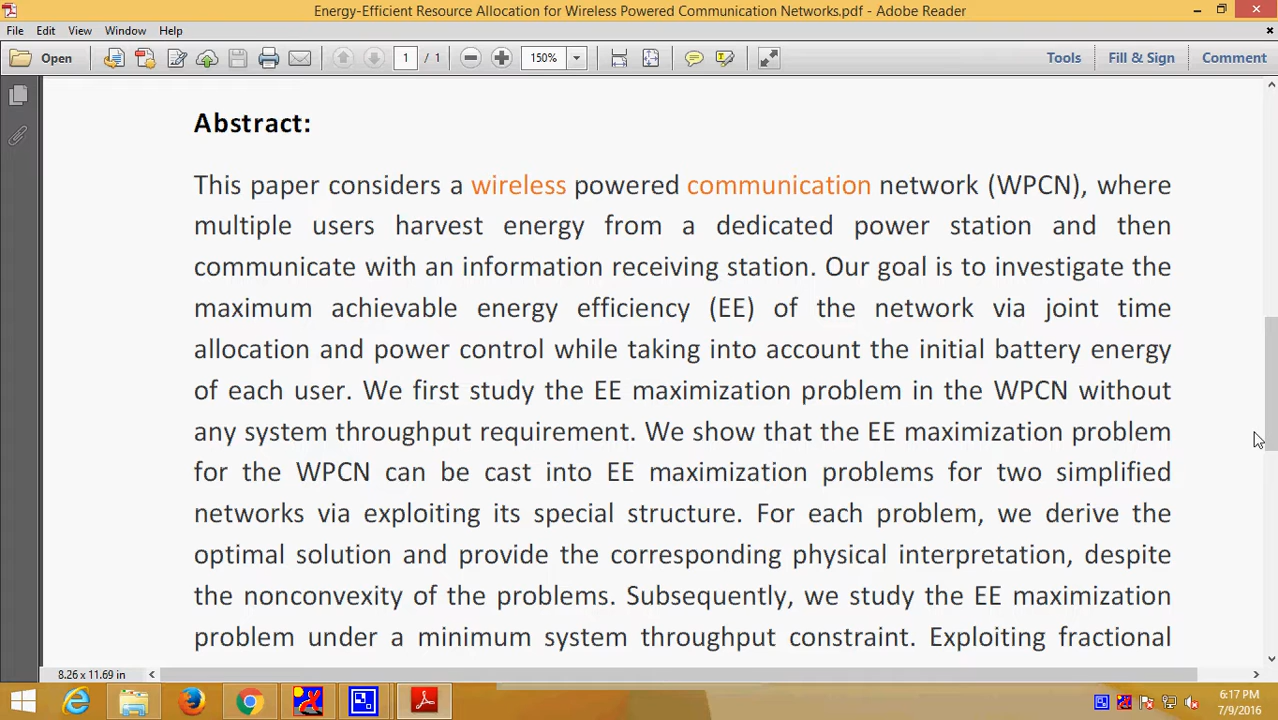 Energy-Efficient Resource Allocation for Wireless Powered Communication Networks.pdf - Adobe Reader
File Edit View Window Help
Open 1 / 1 150% Tools Fill & Sign Comment
Abstract:
This paper considers a wireless powered communication network (WPCN), where
multiple users harvest energy from a dedicated power station and then
communicate with an information receiving station. Our goal is to investigate the
maximum achievable energy efficiency (EE) of the network via joint time
allocation and power control while taking into account the initial battery energy
of each user. We first study the EE maximization problem in the WPCN without
any system throughput requirement. We show that the EE maximization problem
for the WPCN can be cast into EE maximization problems for two simplified
networks via exploiting its special structure. For each problem, we derive the
optimal solution and provide the corresponding physical interpretation, despite
the nonconvexity of the problems. Subsequently, we study the EE maximization
problem under a minimum system throughput constraint. Exploiting fractional
8.26 x 11.69 in
6:17 PM
7/9/2016